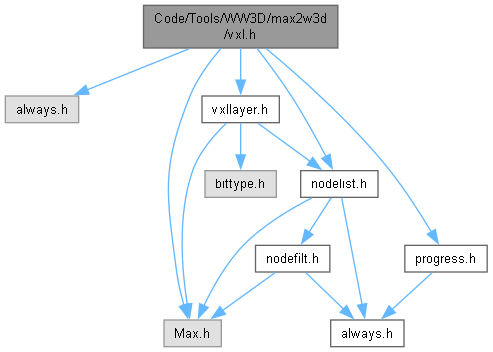 Code/Tools/WW3D/max2w3d
/vxl.h
always.h
vxllayer.h
bittype.h
nodelist.h
nodefilt.h
progress.h
Max.h
always.h